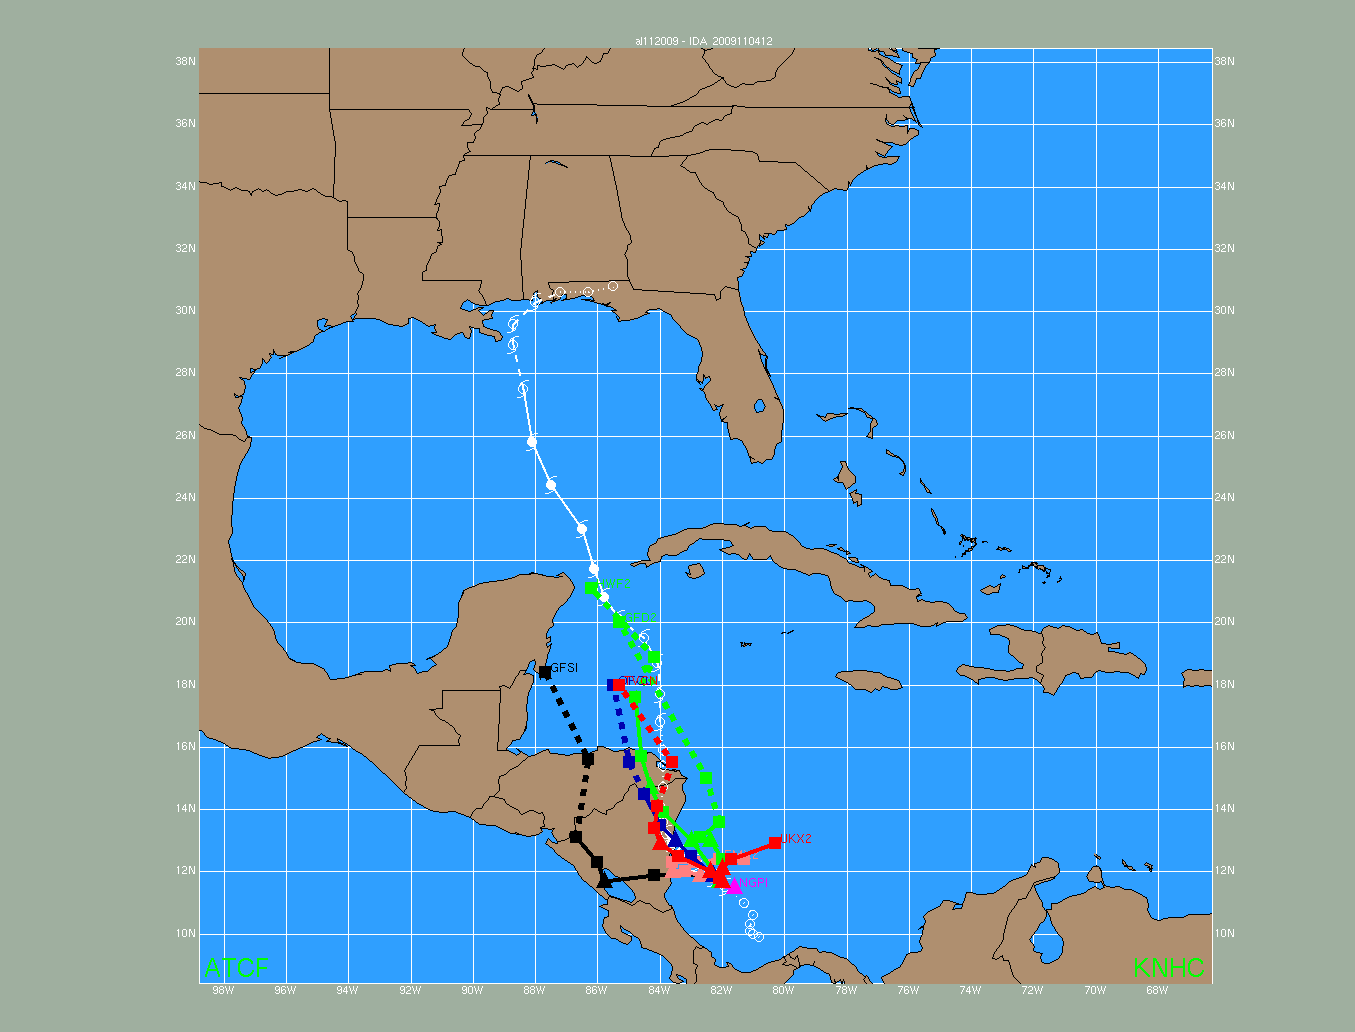 al112009 - IDA 2009110412
38N 38N
36N 36N
34N 34N
32N 32N
30N 30N
28N 28N
26N 26N
24N 24N
22N 22N
20N 20N
GFSI
18N 18N
16N 16N
14N 14N
UKX2
12N 12N
NGPI
10N 10N
ATCF KNHC
98W 96W 94W 92W 90W 88W 86W 84W 82W 80W 78W 76W 74W 72W 70W 68W